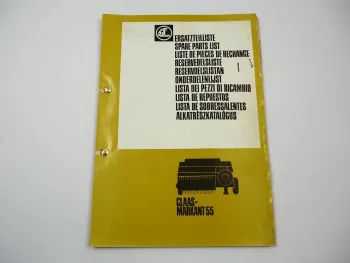 ERSATZTEILLISTE
SPARE PARTS LIST
LISTE DE PIECES DE RECHANGE
RESERVEDELSLISTE
RESERVDELSLISTAN
ONDERDELENLIJST
LISTA DEI PEZZI DI RICAMBIO
LISTA DE REPUESTOS
LISTA DE SOBRESSALENTES
ALKATRÉSZKATALÓGUS
CLAAS-
MARKANT 55